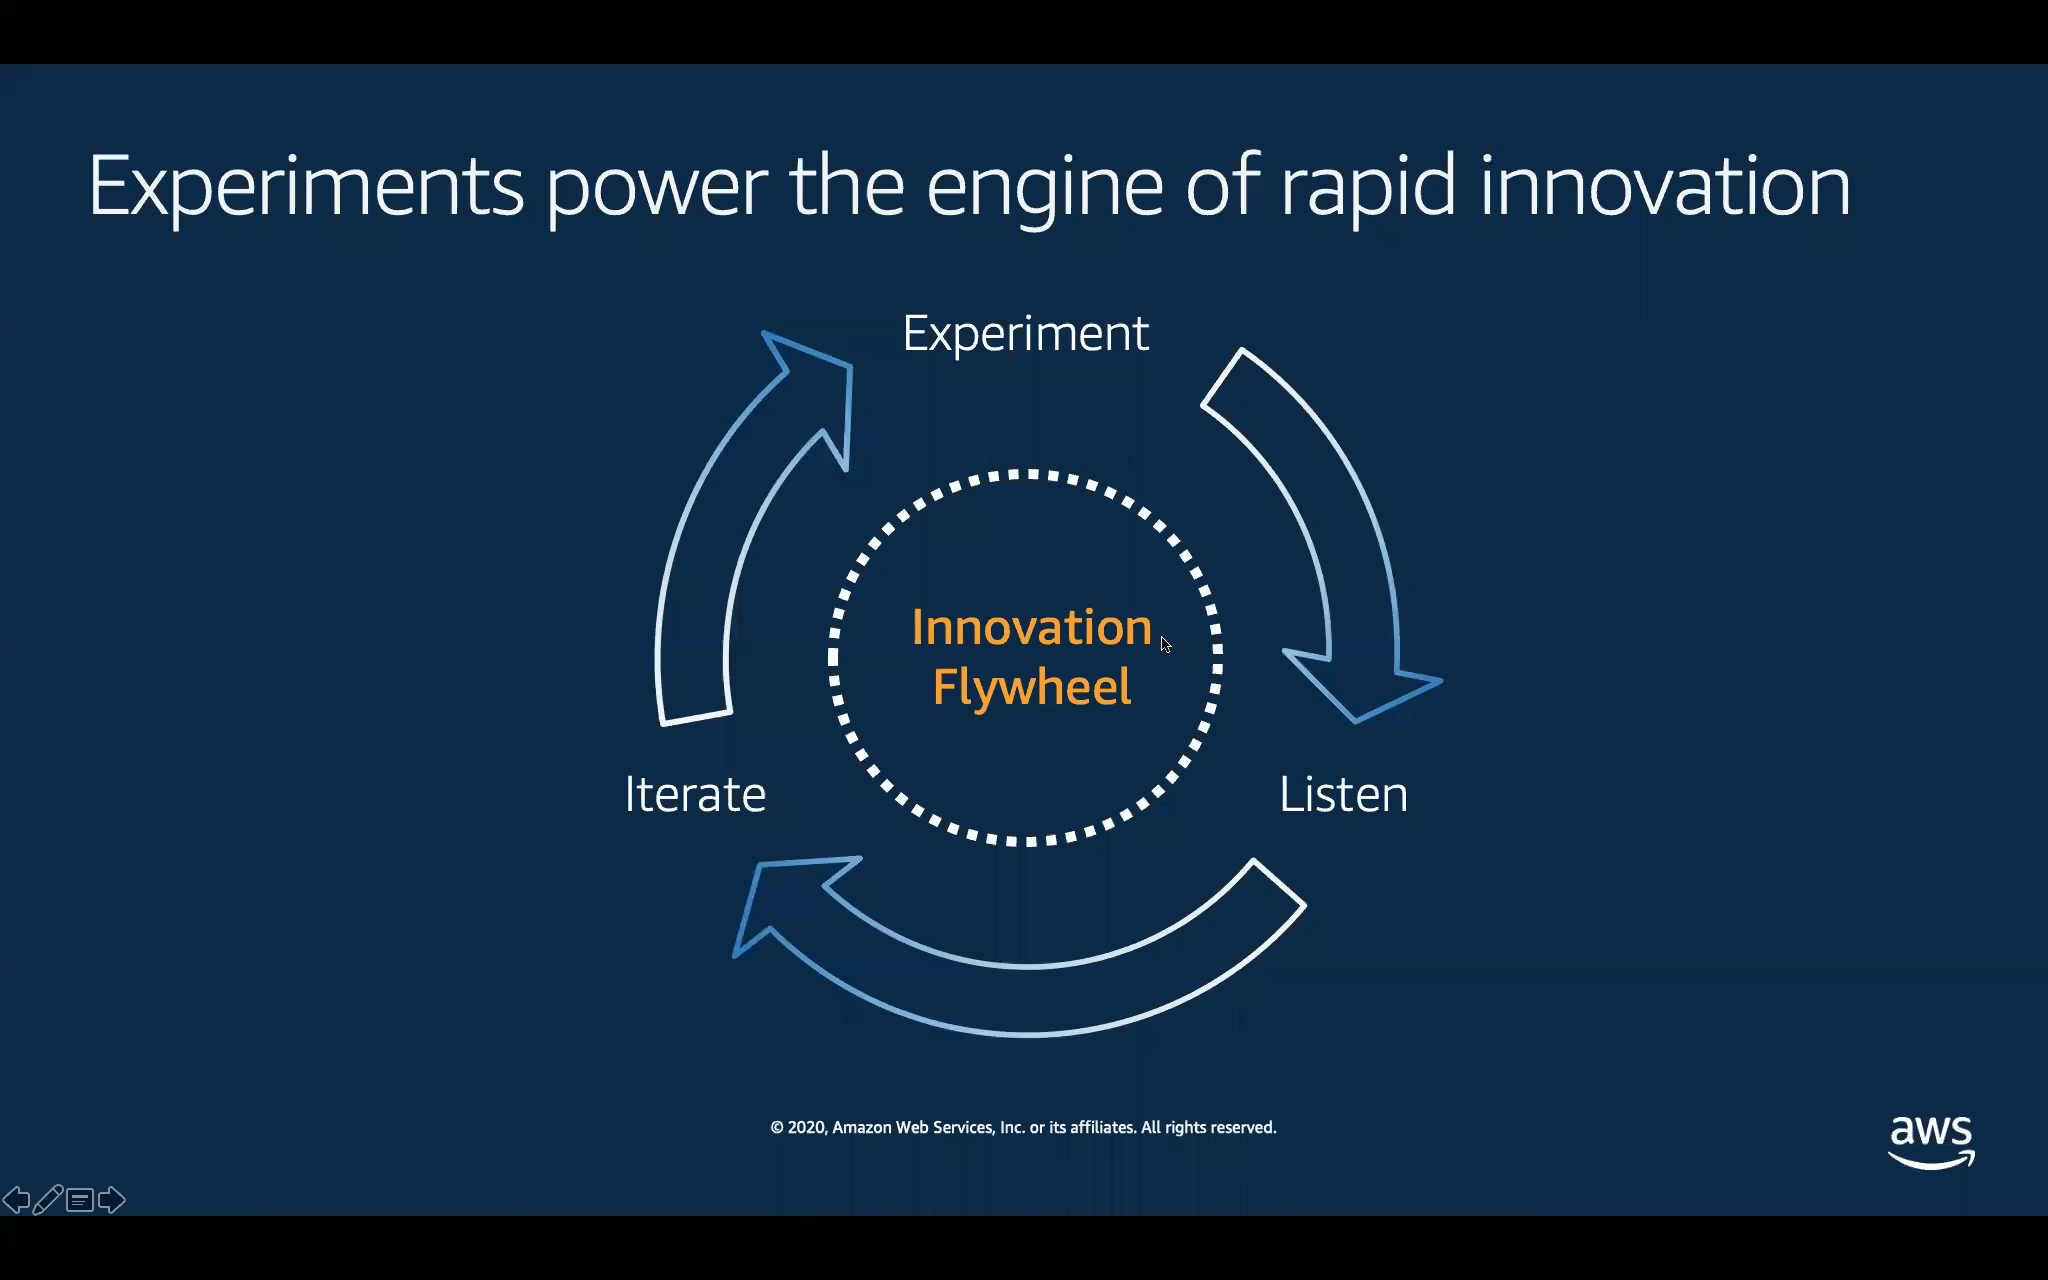 Experiments power the engine of rapid innovation
Experiment
Innovation
Flywheel
Iterate
Listen
© 2020, Amazon Web Services, Inc. or its affiliates. All rights reserved.
aws